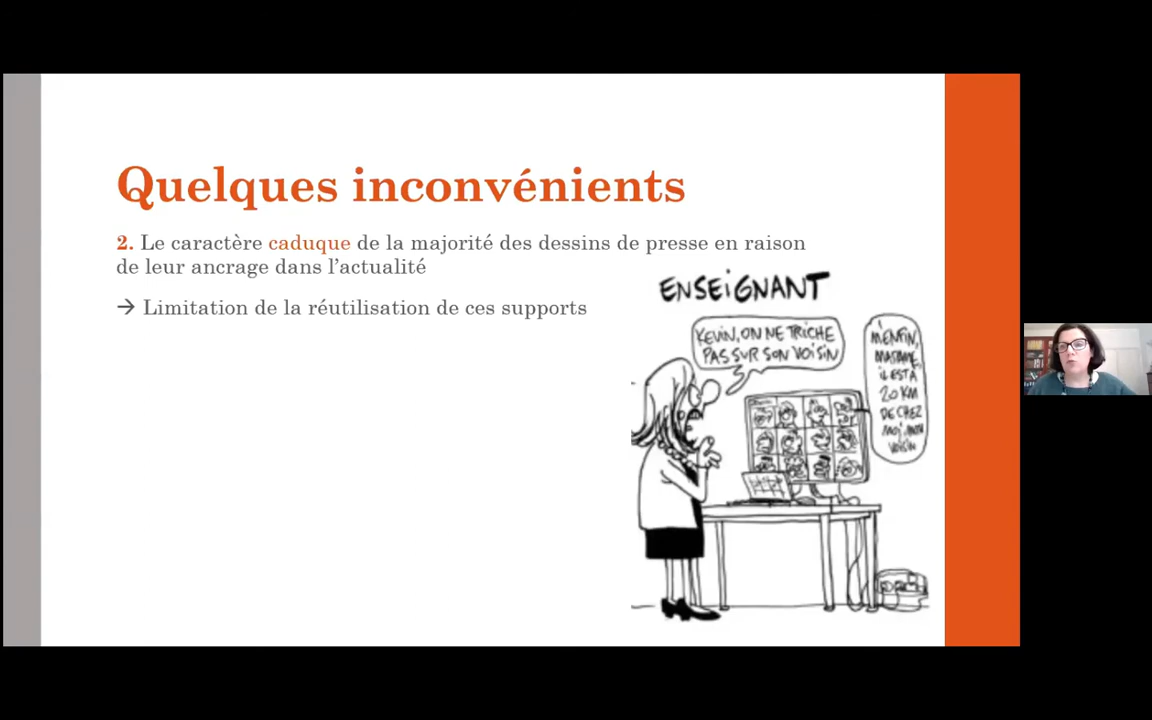 Quelques inconvénients
2. Le caractère caduque de la majorité des dessins de presse en raison
de leur ancrage dans l’actualité
→ Limitation de la réutilisation de ces supports
ENSEiGNANT
KEVIN, ON NE TRiCHE
PAS SUR SON VOiSiN
M'ENFIN,
MADAME,
iL EST À
20 KM
DE CHEZ
MOi, MON
VOiSiN